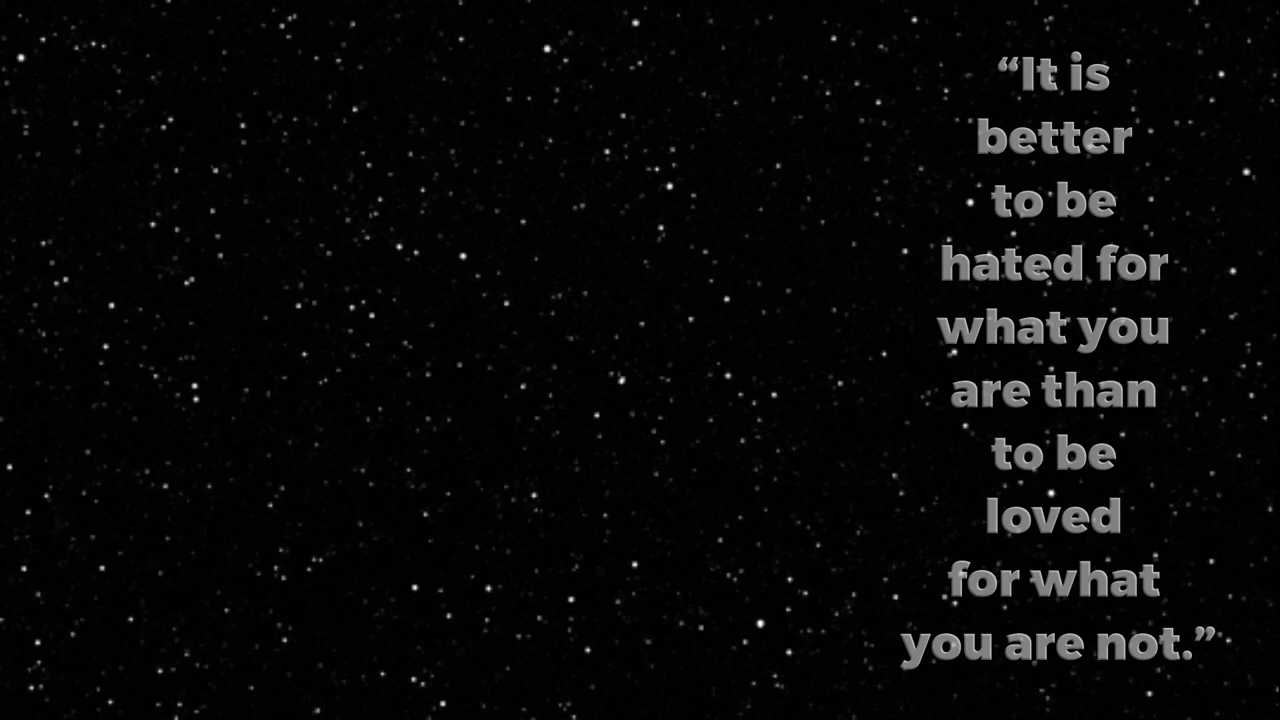 “It is
better
to be
hated for
what you
are than
to be
loved
for what
you are not.”